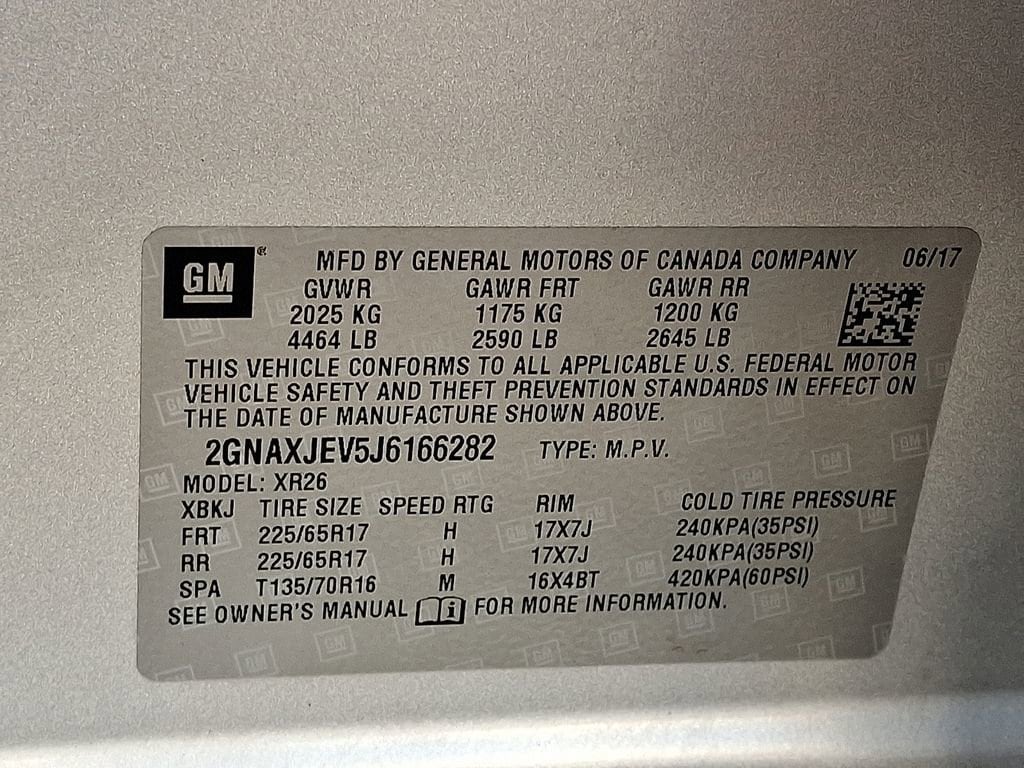 GM
MFD BY GENERAL MOTORS OF CANADA COMPANY 06/17
GVWR GAWR FRT GAWR RR
2025 KG 1175 KG 1200 KG
4464 LB 2590 LB 2645 LB
THIS VEHICLE CONFORMS TO ALL APPLICABLE U.S. FEDERAL MOTOR
VEHICLE SAFETY AND THEFT PREVENTION STANDARDS IN EFFECT ON
THE DATE OF MANUFACTURE SHOWN ABOVE.
2GNAXJEV5J6166282 TYPE: M.P.V.
MODEL: XR26
XBKJ TIRE SIZE SPEED RTG RIM COLD TIRE PRESSURE
FRT 225/65R17 H 17X7J 240KPA(35PSI)
RR 225/65R17 H 17X7J 240KPA(35PSI)
SPA T135/70R16 M 16X4BT 420KPA(60PSI)
SEE OWNER'S MANUAL FOR MORE INFORMATION.